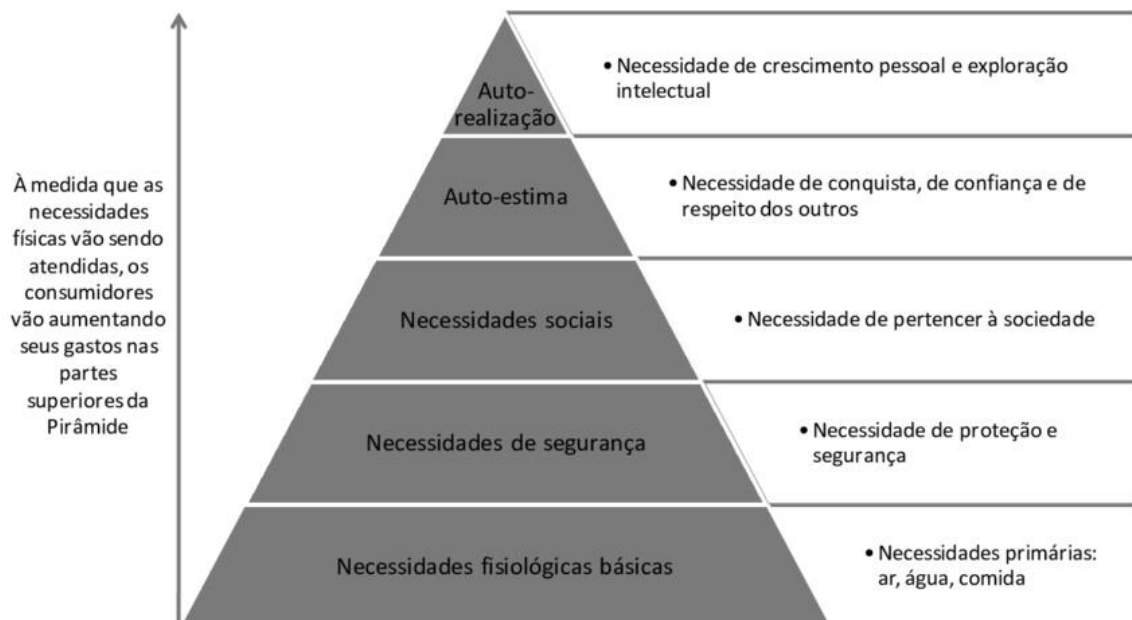 À medida que as
necessidades
físicas vão sendo
atendidas, os
consumidores
vão aumentando
seus gastos nas
partes
superiores da
Pirâmide
Auto-
realização
• Necessidade de crescimento pessoal e exploração
intelectual
Auto-estima
• Necessidade de conquista, de confiança e de
respeito dos outros
Necessidades sociais
• Necessidade de pertencer à sociedade
Necessidades de segurança
• Necessidade de proteção e
segurança
Necessidades fisiológicas básicas
• Necessidades primárias:
ar, água, comida